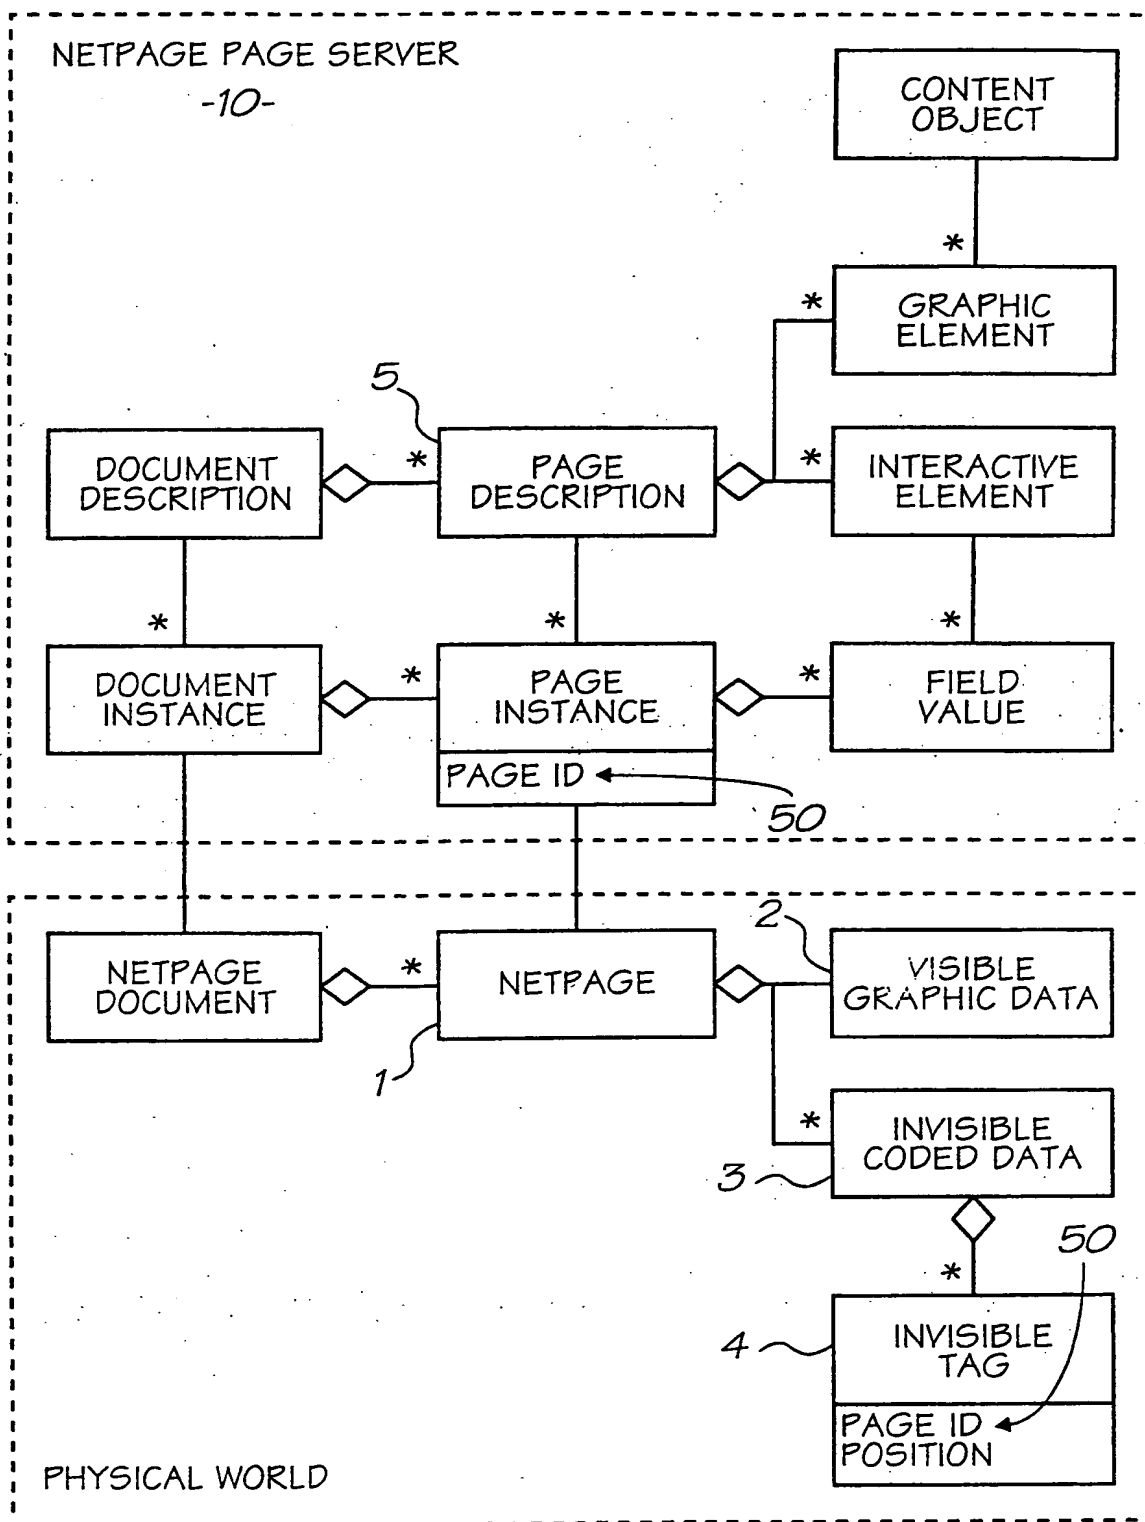 NETPAGE PAGE SERVER
-10-
CONTENT
OBJECT
*
*
GRAPHIC
ELEMENT
5
DOCUMENT
DESCRIPTION
*
PAGE
DESCRIPTION
*
INTERACTIVE
ELEMENT
*
*
*
DOCUMENT
INSTANCE
*
PAGE
INSTANCE
*
FIELD
VALUE
PAGE ID
50
2
NETPAGE
DOCUMENT
*
NETPAGE
VISIBLE
GRAPHIC DATA
1
*
INVISIBLE
CODED DATA
3
50
*
4
INVISIBLE
TAG
PAGE ID
POSITION
PHYSICAL WORLD